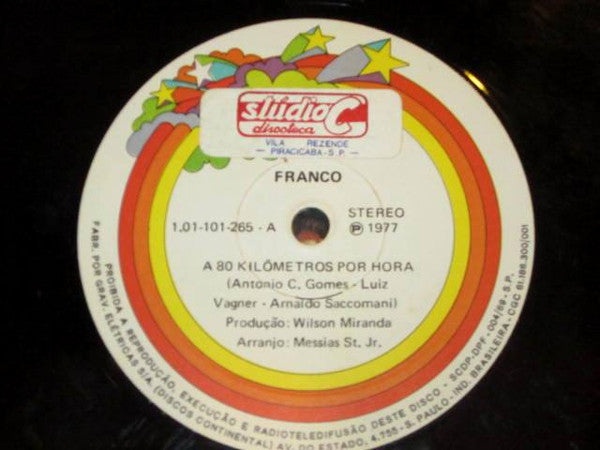 stúdio C
discoteca
VILA REZENDE
— PIRACICABA - S.P. —
FRANCO
1.01-101-265 - A
STEREO
Ⓟ 1977
A 80 KILÔMETROS POR HORA
(Antonio C. Gomes - Luiz
Vagner - Arnaldo Saccomani)
Produção: Wilson Miranda
Arranjo: Messias St. Jr.
FABR. POR GRAV. ELÉTRICAS S/A. (DISCOS CONTINENTAL) AV. DO ESTADO, 4.755 - S. PAULO - IND. BRASILEIRA - CGC 61.186.300/001
PROIBIDA A REPRODUÇÃO, EXECUÇÃO E RADIOTELEDIFUSÃO DESTE DISCO - SCDP-DPF - 004/69, S.P.